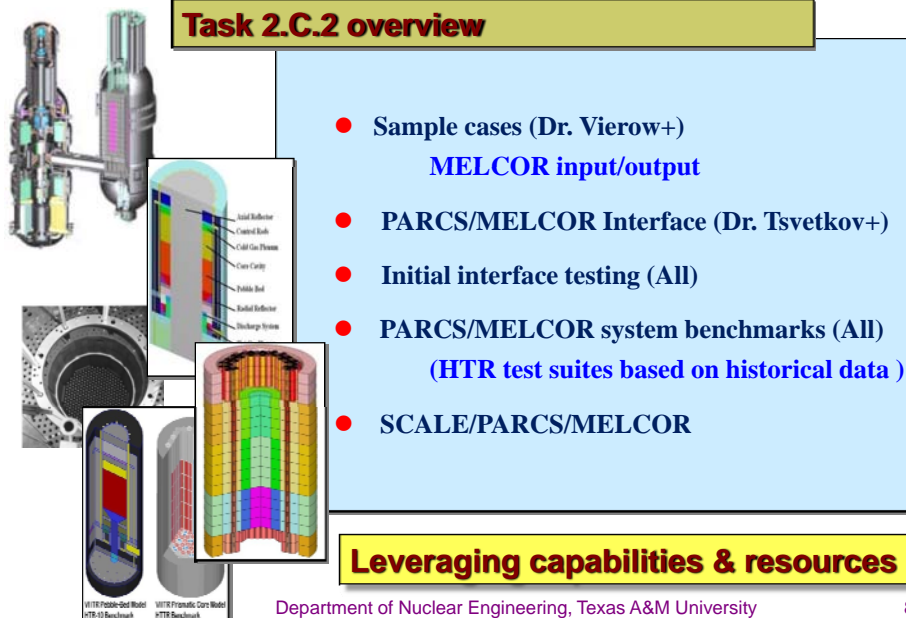 Task 2.C.2 overview
Sample cases (Dr. Vierow+)
MELCOR input/output
PARCS/MELCOR Interface (Dr. Tsvetkov+)
Initial interface testing (All)
PARCS/MELCOR system benchmarks (All)
(HTR test suites based on historical data )
SCALE/PARCS/MELCOR
Axial Reflector
Control Rods
Cold Gas Plenum
Core Cavity
Pebble Bed
Radial Reflector
Discharge System
VHTR Pebble-Bed Model
HTR-10 Benchmark
VHTR Prismatic Core Model
HTTR Benchmark
Leveraging capabilities & resources
Department of Nuclear Engineering, Texas A&M University